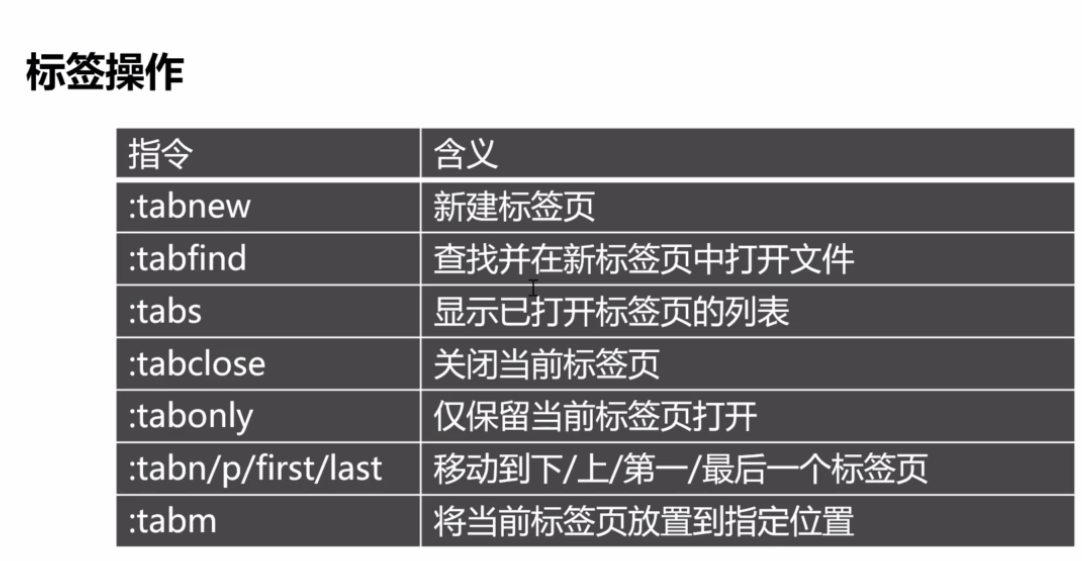 标签操作
指令 含义
:tabnew 新建标签页
:tabfind 查找并在新标签页中打开文件
:tabs 显示已打开标签页的列表
:tabclose 关闭当前标签页
:tabonly 仅保留当前标签页打开
:tabn/p/first/last 移动到下/上/第一/最后一个标签页
:tabm 将当前标签页放置到指定位置